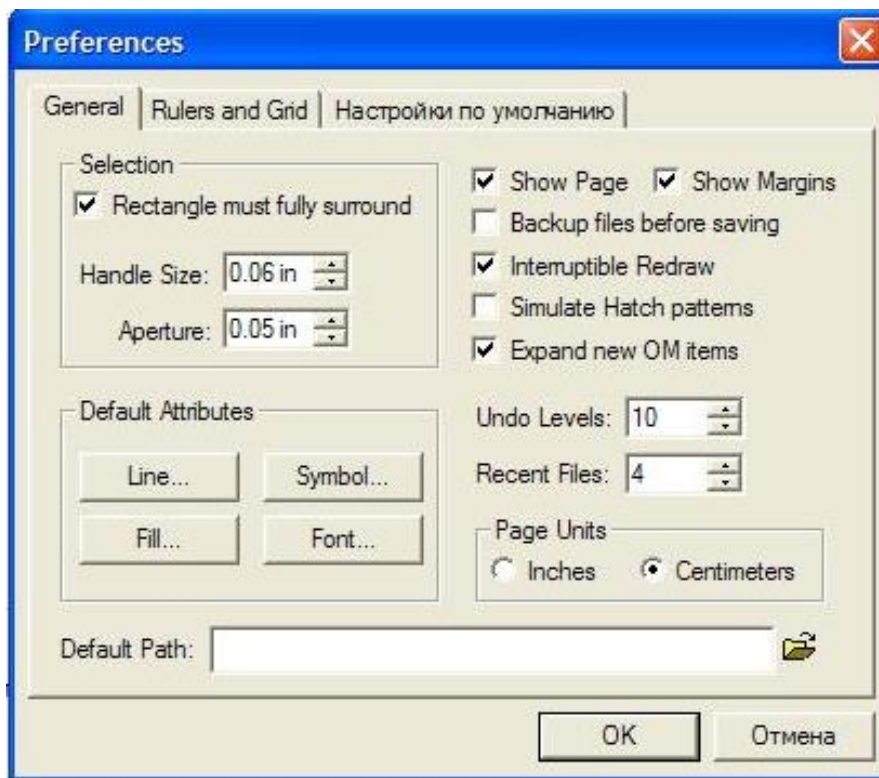 Preferences
General Rulers and Grid Настройки по умолчанию
Selection
Rectangle must fully surround
Handle Size: 0.06 in
Aperture: 0.05 in
Show Page Show Margins
Backup files before saving
Interruptible Redraw
Simulate Hatch patterns
Expand new OM items
Default Attributes
Line... Symbol...
Fill... Font...
Undo Levels: 10
Recent Files: 4
Page Units
Inches Centimeters
Default Path:
OK Отмена